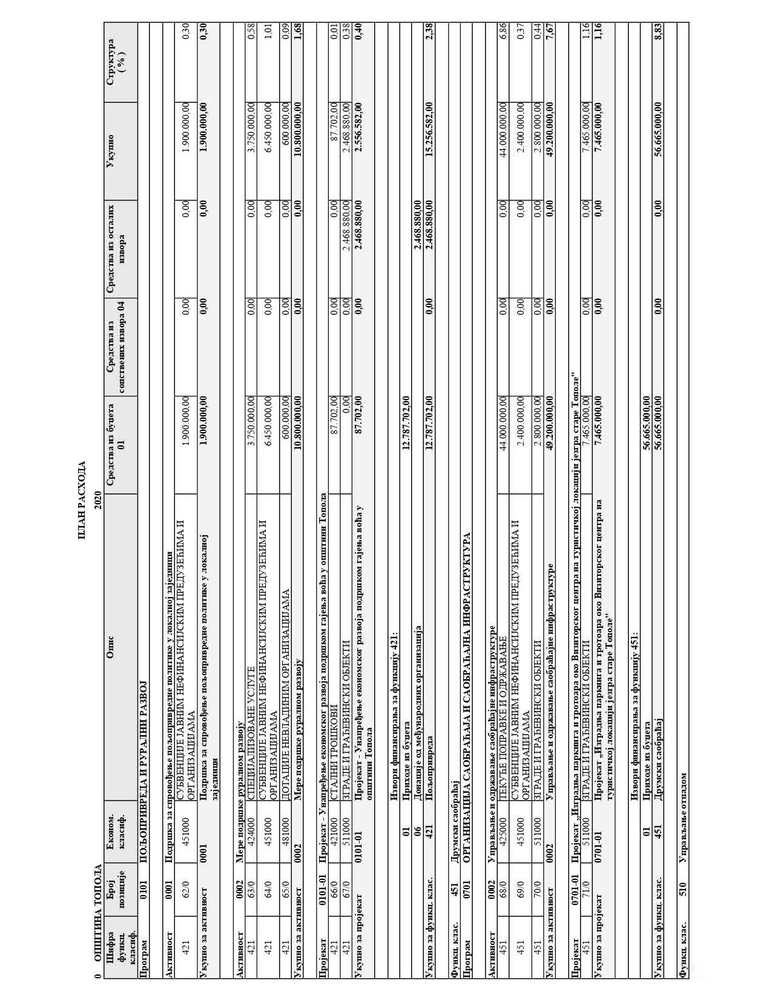 ПЛАН РАСХОДА
0 ОПШТИНА ТОПОЛА 2020
Шифра функц. класиф. Број позиције Економ. класиф. Опис Средства из буџета 01 Средства из сопствених извора 04 Средства из осталих извора Укупно Структура ( % )
Програм 0101 ПОЉОПРИВРЕДА И РУРАЛНИ РАЗВОЈ
Активност 0001 Подршка за спровођење пољопривредне политике у локалној заједници
421 62/0 451000 СУБВЕНЦИЈЕ ЈАВНИМ НЕФИНАНСИЈСКИМ ПРЕДУЗЕЋИМА И 1.900.000,00 0,00 0,00 1.900.000,00 0,30
ОРГАНИЗАЦИЈАМА
Укупно за активност 0001 Подршка за спровођење пољопривредне политике у локалној 1.900.000,00 0,00 0,00 1.900.000,00 0,30
заједници
Активност 0002 Мере подршке руралном развоју
421 63/0 424000 СПЕЦИЈАЛИЗОВАНЕ УСЛУГЕ 3.750.000,00 0,00 0,00 3.750.000,00 0,58
421 64/0 451000 СУБВЕНЦИЈЕ ЈАВНИМ НЕФИНАНСИЈСКИМ ПРЕДУЗЕЋИМА И 6.450.000,00 0,00 0,00 6.450.000,00 1,01
ОРГАНИЗАЦИЈАМА
421 65/0 481000 ДОТАЦИЈЕ НЕВЛАДИНИМ ОРГАНИЗАЦИЈАМА 600.000,00 0,00 0,00 600.000,00 0,09
Укупно за активност 0002 Мере подршке руралном развоју 10.800.000,00 0,00 0,00 10.800.000,00 1,68
Пројекат 0101-01 Пројекат - Унапређење економског развоја подршком гајења воћа у општини Топола
421 66/0 421000 СТАЛНИ ТРОШКОВИ 87.702,00 0,00 0,00 87.702,00 0,01
421 67/0 511000 ЗГРАДЕ И ГРАЂЕВИНСКИ ОБЈЕКТИ 0,00 0,00 2.468.880,00 2.468.880,00 0,38
Укупно за пројекат 0101-01 Пројекат - Унапређење економског развоја подршком гајења воћа у 87.702,00 0,00 2.468.880,00 2.556.582,00 0,40
општини Топола
Извори финансирања за функцију 421:
01 Приходе из буџета 12.787.702,00
06 Донације од међународних организација 2.468.880,00
Укупно за функц. клас. 421 Пољопривреда 12.787.702,00 0,00 2.468.880,00 15.256.582,00 2,38
Функц. клас. 451 Друмски саобраћај
Програм 0701 ОРГАНИЗАЦИЈА САОБРАЋАЈА И САОБРАЋАЈНА ИНФРАСТРУКТУРА
Активност 0002 Управљање и одржавање саобраћајне инфраструктуре
451 68/0 425000 ТЕКУЋЕ ПОПРАВКЕ И ОДРЖАВАЊЕ 44.000.000,00 0,00 0,00 44.000.000,00 6,86
451 69/0 451000 СУБВЕНЦИЈЕ ЈАВНИМ НЕФИНАНСИЈСКИМ ПРЕДУЗЕЋИМА И 2.400.000,00 0,00 0,00 2.400.000,00 0,37
ОРГАНИЗАЦИЈАМА
451 70/0 511000 ЗГРАДЕ И ГРАЂЕВИНСКИ ОБЈЕКТИ 2.800.000,00 0,00 0,00 2.800.000,00 0,44
Укупно за активност 0002 Управљање и одржавање саобраћајне инфраструктуре 49.200.000,00 0,00 0,00 49.200.000,00 7,67
Пројекат 0701-01 Пројекат „Изградња паркинга и тротоара око Визиторског центра на туристичкој локацији језгра старе Тополе"
451 71/0 511000 ЗГРАДЕ И ГРАЂЕВИНСКИ ОБЈЕКТИ 7.465.000,00 0,00 0,00 7.465.000,00 1,16
Укупно за пројекат 0701-01 Пројекат „Изградња паркинга и тротоара око Визиторског центра на 7.465.000,00 0,00 0,00 7.465.000,00 1,16
туристичкој локацији језгра старе Тополе"
Извори финансирања за функцију 451:
01 Приходе из буџета 56.665.000,00
Укупно за функц. клас. 451 Друмски саобраћај 56.665.000,00 0,00 0,00 56.665.000,00 8,83
Функц. клас. 510 Управљање отпадом